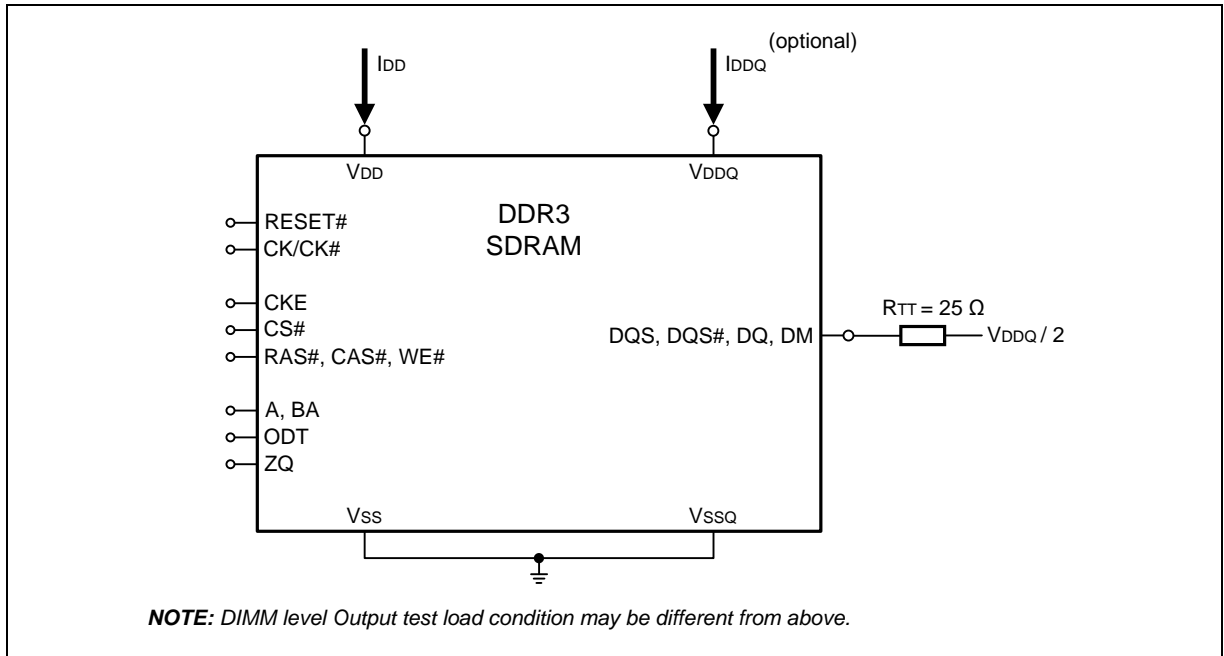 (optional)
IDD
IDDQ
VDD
VDDQ
DDR3
SDRAM
RESET#
CK/CK#
CKE
CS#
RAS#, CAS#, WE#
A, BA
ODT
ZQ
DQS, DQS#, DQ, DM
RTT = 25 Ω
VDDQ / 2
VSS
VSSQ
NOTE: DIMM level Output test load condition may be different from above.